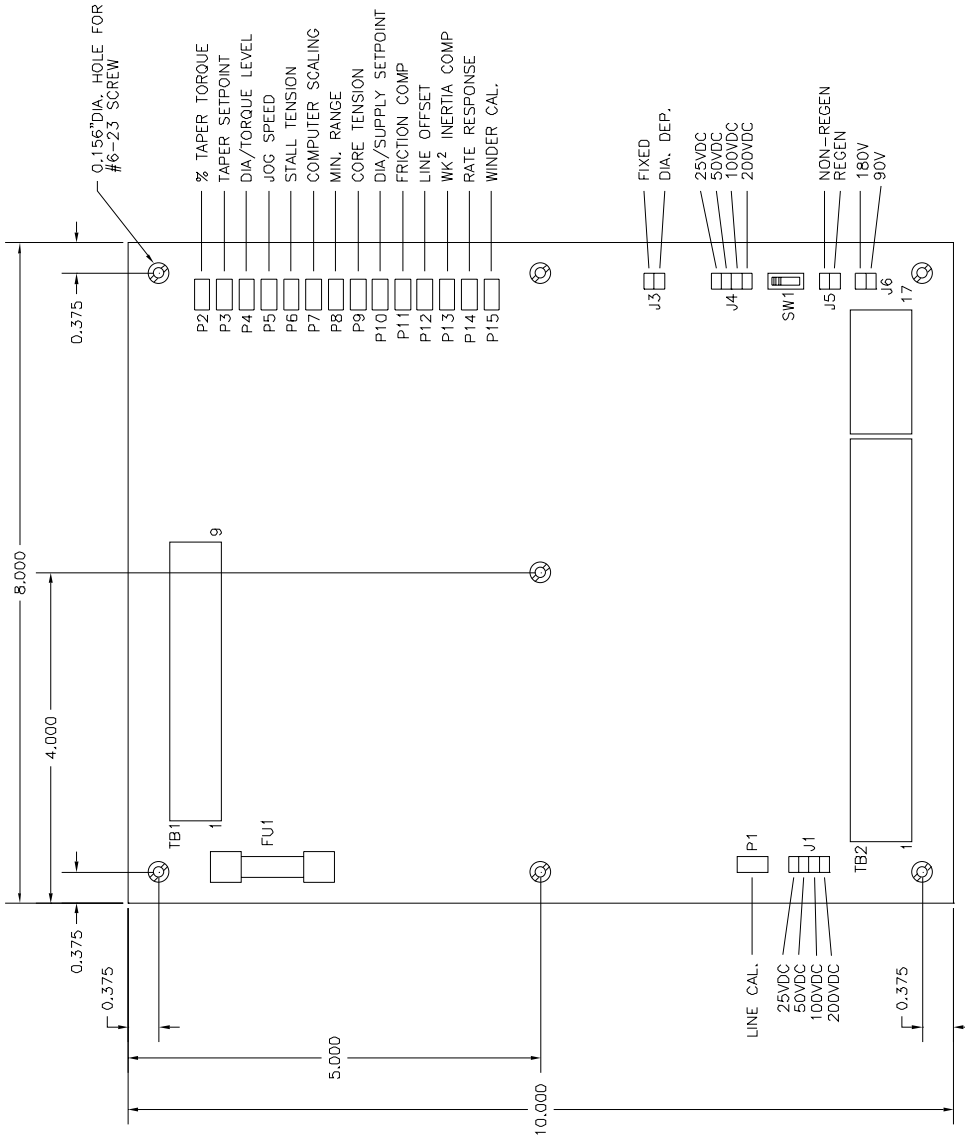 0.156"DIA. HOLE FOR
#6-23 SCREW
8.000
0.375
4.000
0.375
0.375
TB1
1
9
FU1
P2
% TAPER TORQUE
P3
TAPER SETPOINT
P4
DIA/TORQUE LEVEL
P5
JOG SPEED
P6
STALL TENSION
P7
COMPUTER SCALING
P8
MIN. RANGE
P9
CORE TENSION
P10
DIA/SUPPLY SETPOINT
P11
FRICTION COMP
P12
LINE OFFSET
P13
WK² INERTIA COMP
P14
RATE RESPONSE
P15
WINDER CAL.
5.000
10.000
J3
FIXED
DIA. DEP.
J4
25VDC
50VDC
100VDC
200VDC
SW1
J5
NON-REGEN
REGEN
J6
180V
90V
17
LINE CAL.
P1
25VDC
50VDC
100VDC
200VDC
J1
TB2
1
0.375